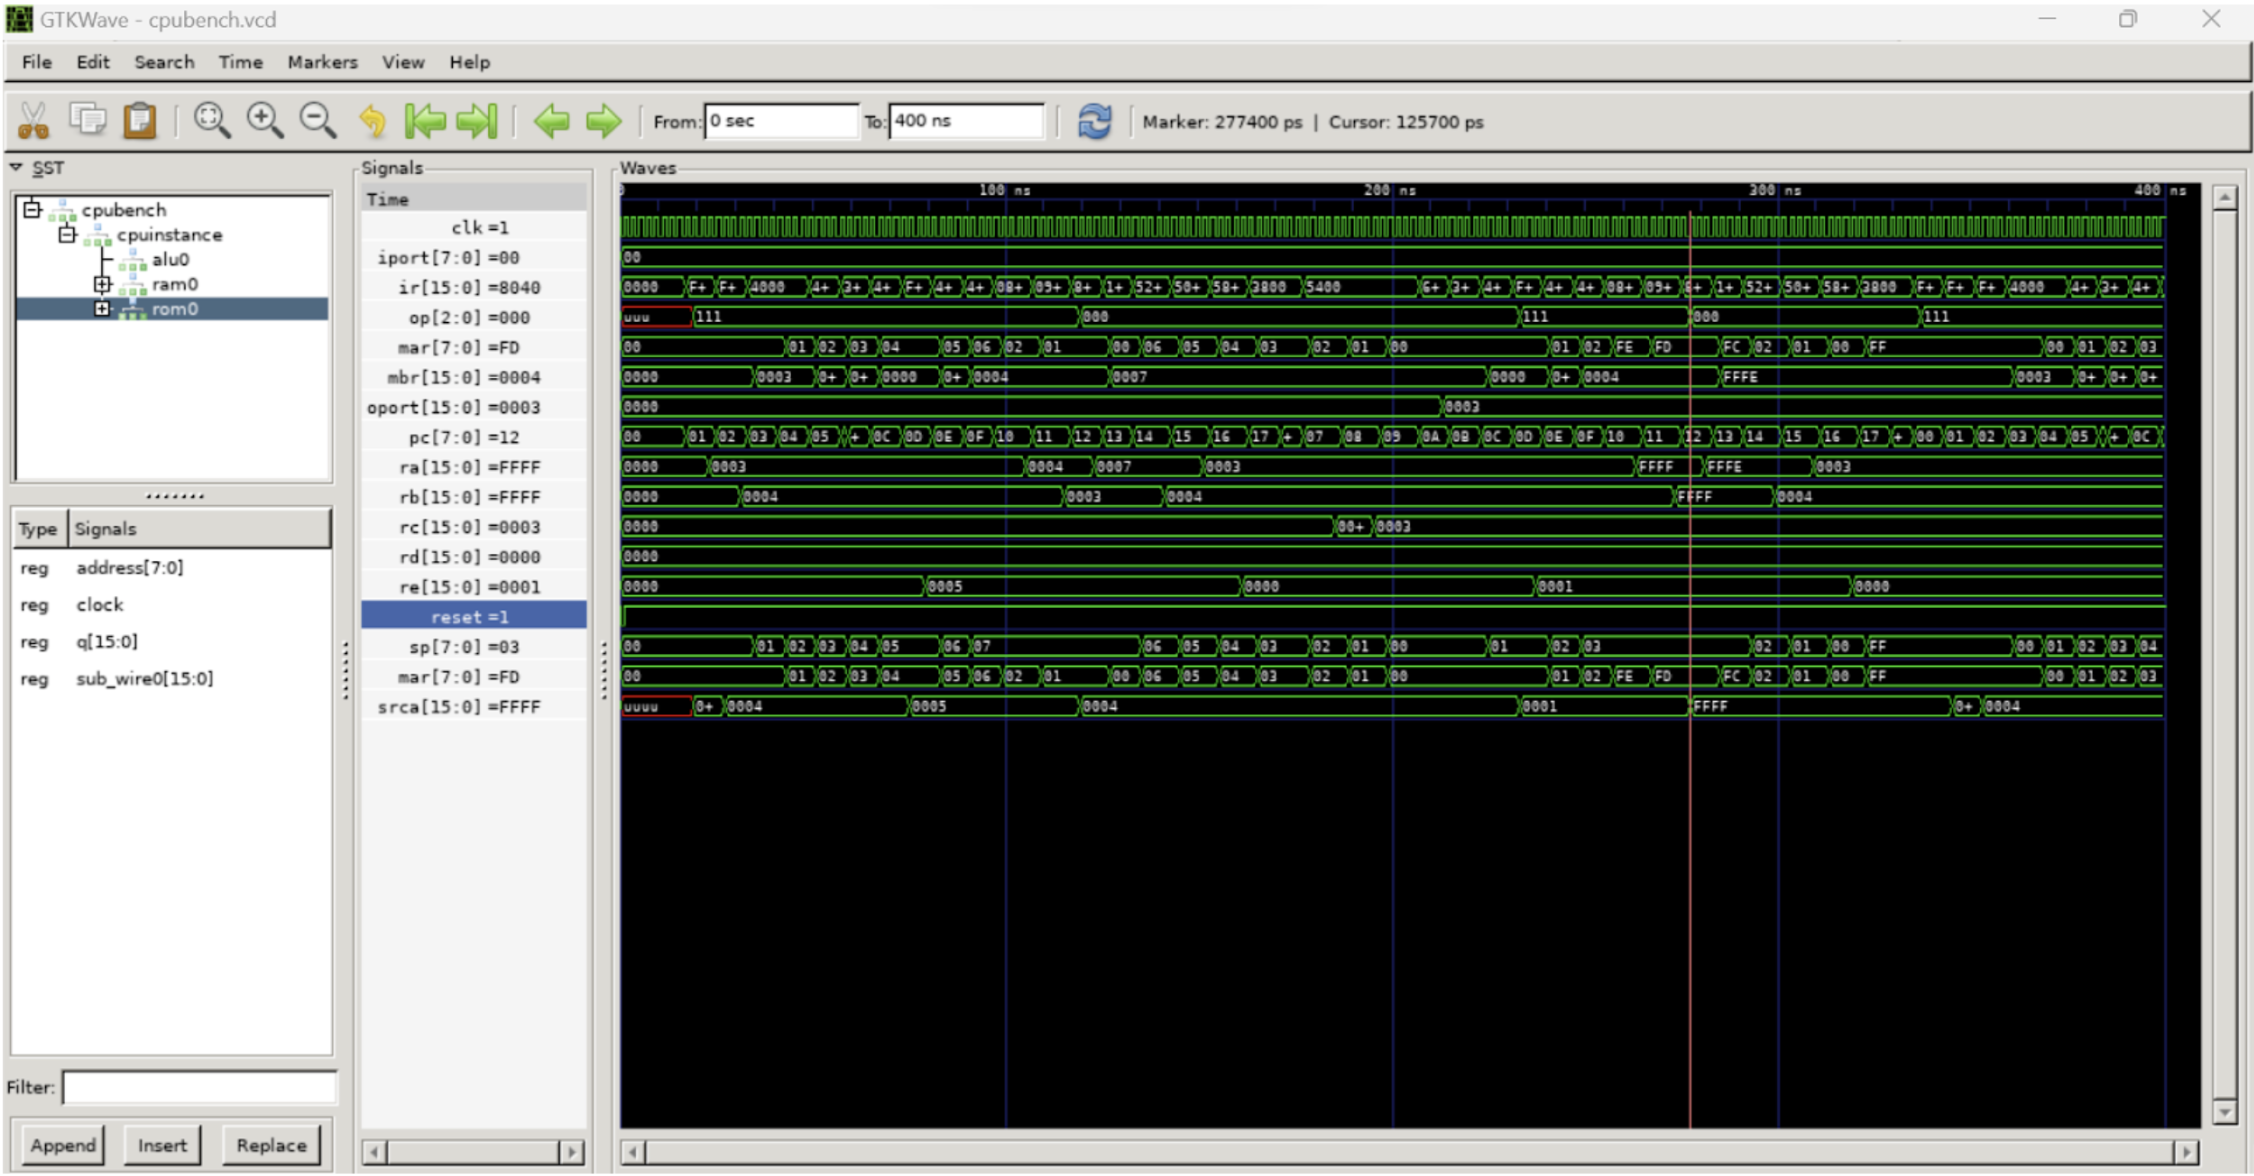 GTKWave - cpubench.vcd
File Edit Search Time Markers View Help
From: 0 sec To: 400 ns Marker: 277400 ps | Cursor: 125700 ps
SST
cpubench
cpuinstance
alu0
ram0
rom0
Type Signals
reg address[7:0]
reg clock
reg q[15:0]
reg sub_wire0[15:0]
Filter:
Append Insert Replace
Signals
Time
clk =1
iport[7:0] =00
ir[15:0] =8040
op[2:0] =000
mar[7:0] =FD
mbr[15:0] =0004
oport[15:0] =0003
pc[7:0] =12
ra[15:0] =FFFF
rb[15:0] =FFFF
rc[15:0] =0003
rd[15:0] =0000
re[15:0] =0001
reset =1
sp[7:0] =03
mar[7:0] =FD
srca[15:0] =FFFF
Waves
100 ns 200 ns 300 ns 400 ns
00
0000 F+ F+ 4000 4+ 3+ 4+ F+ 4+ 4+ 08+ 09+ 8+ 1+ 52+ 50+ 58+ 3800 5400 6+ 3+ 4+ F+ 4+ 4+ 08+ 09+ 1+ 52+ 50+ 58+ 3800 F+ F+ F+ 4000 4+ 3+ 4+
uuu 111 000 111 000 111
00 01 02 03 04 05 06 02 01 00 06 05 04 03 02 01 00 01 02 FE FD FC 02 01 00 FF 00 01 02 03
0000 0003 0+ 0+ 0000 0+ 0004 0007 0000 0+ 0004 FFFE 0003 0+ 0+ 0+
0000 0003
00 01 02 03 04 05 + 0C 0D 0E 0F 10 11 12 13 14 15 16 17 + 07 08 09 0A 0B 0C 0D 0E 0F 10 11 12 13 14 15 16 17 + 00 01 02 03 04 05 + 0C
0000 0003 0004 0007 0003 FFFF FFFE 0003
0000 0004 0003 0004 FFFF 0004
0000 00+ 0003
0000
0000 0005 0000 0001 0000
00 01 02 03 04 05 06 07 06 05 04 03 02 01 00 01 02 03 02 01 00 FF 00 01 02 03 04
00 01 02 03 04 05 06 02 01 00 06 05 04 03 02 01 00 01 02 FE FD FC 02 01 00 FF 00 01 02 03
uuuu 0+ 0004 0005 0004 0001 FFFF 0+ 0004